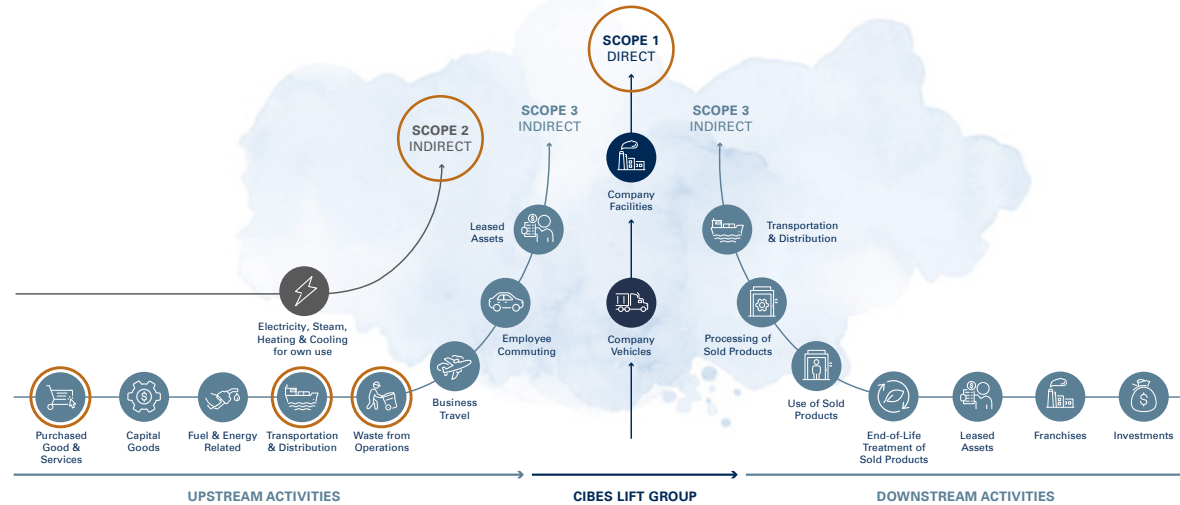 SCOPE 1
DIRECT
SCOPE 2
INDIRECT
SCOPE 3
INDIRECT
SCOPE 3
INDIRECT
Company
Facilities
Leased
Assets
Transportation
& Distribution
Electricity, Steam,
Heating & Cooling
for own use
Employee
Commuting
Company
Vehicles
Processing of
Sold Products
Business
Travel
Use of Sold
Products
Purchased
Good &
Services
Capital
Goods
Fuel & Energy
Related
Transportation
& Distribution
Waste from
Operations
End-of-Life
Treatment of
Sold Products
Leased
Assets
Franchises
Investments
UPSTREAM ACTIVITIES
CIBES LIFT GROUP
DOWNSTREAM ACTIVITIES